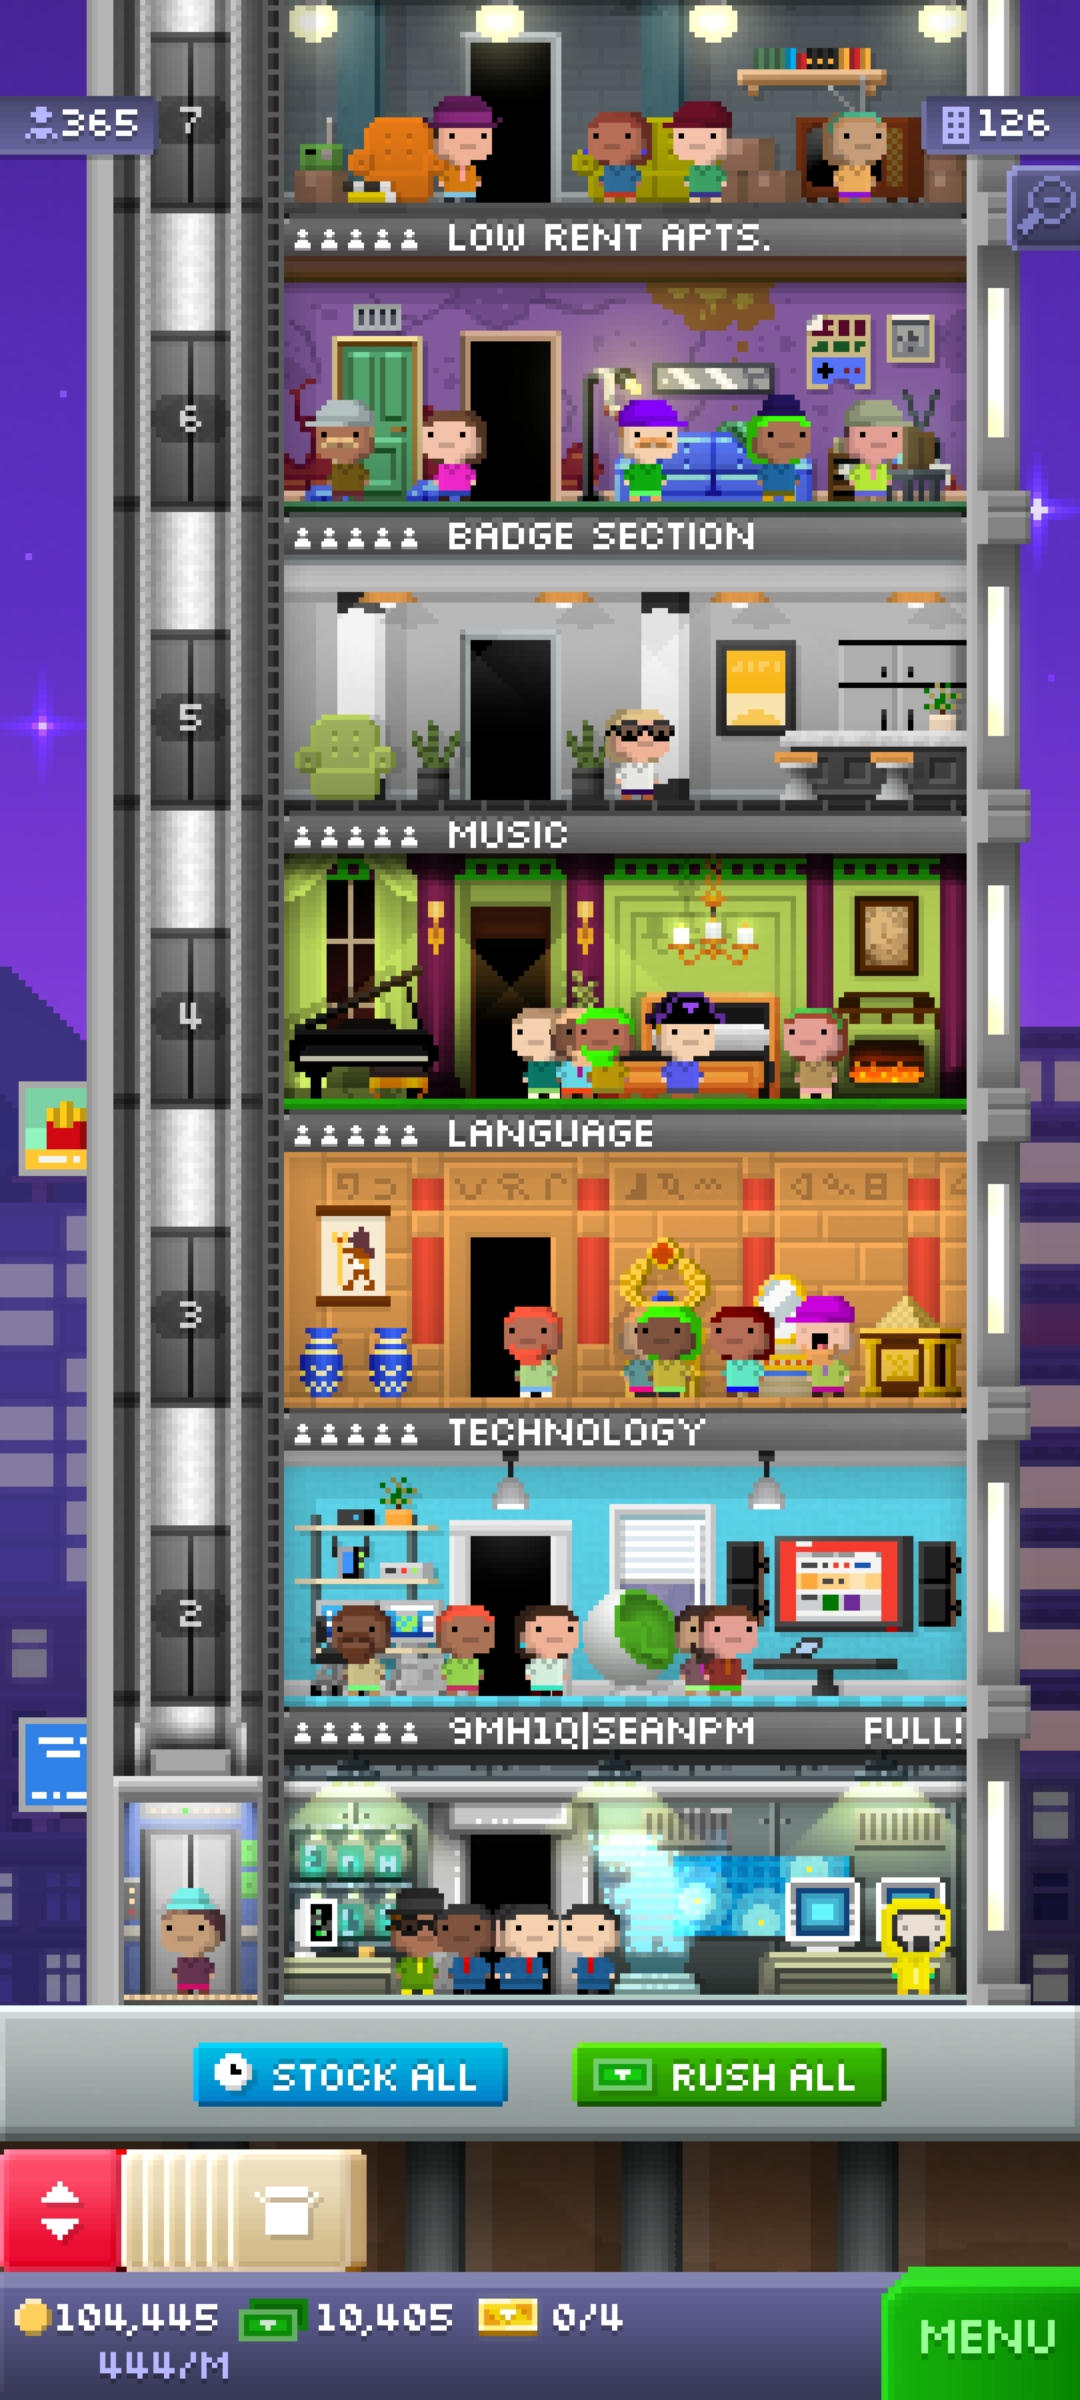 365
7
126
LOW RENT APTS.
6
BADGE SECTION
5
MUSIC
4
LANGUAGE
3
TECHNOLOGY
2
9MH1Q|SEANPM FULL!
STOCK ALL
RUSH ALL
104,445 10,405 0/4
444/M
MENU